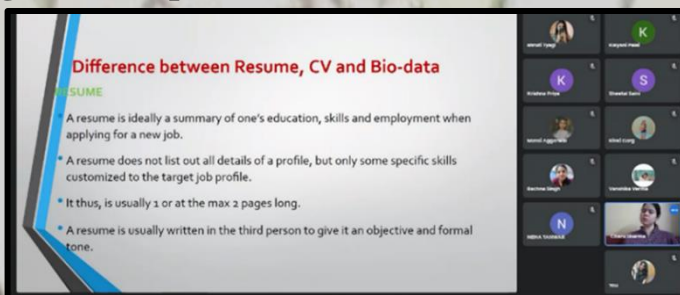 Difference between Resume, CV and Bio-data
RESUME
A resume is ideally a summary of one's education, skills and employment when
applying for a new job.
A resume does not list out all details of a profile, but only some specific skills
customized to the target job profile.
It thus, is usually 1 or at the max 2 pages long.
A resume is usually written in the third person to give it an objective and formal
tone.
K
K
Krishna Priya
S
N
You